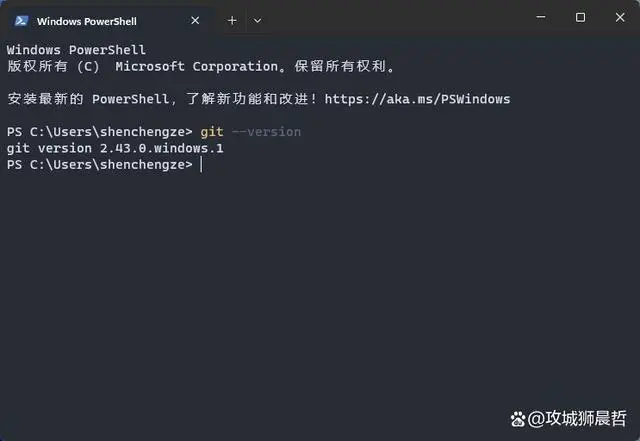 Windows PowerShell
Windows PowerShell
版权所有 (C)  Microsoft Corporation。保留所有权利。
安装最新的 PowerShell，了解新功能和改进！https://aka.ms/PSWindows
PS C:\Users\shenchengze> git --version
git version 2.43.0.windows.1
PS C:\Users\shenchengze>
@攻城狮晨哲